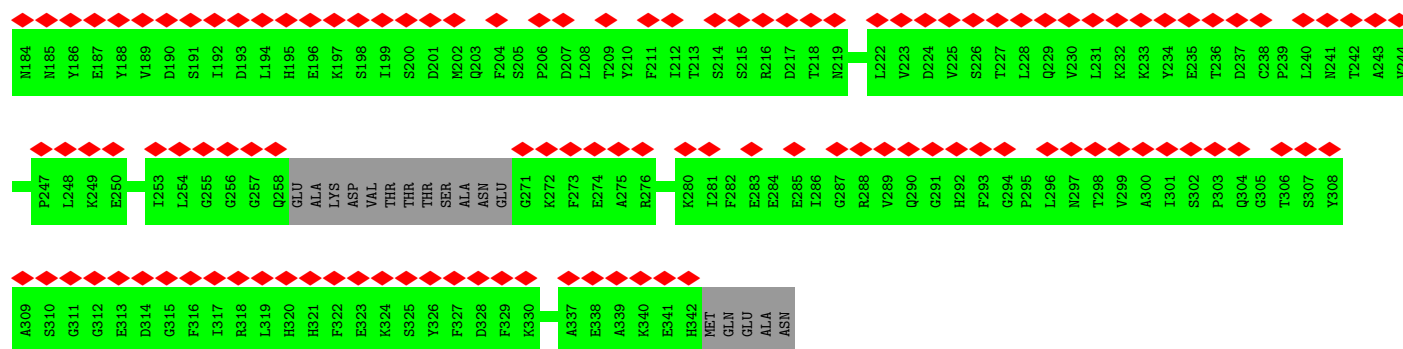 N184 N185 Y186 E187 Y188 V189 D190 S191 I192 D193 L194 H195 E196 K197 S198 I199 S200 D201 M202 Q203 F204 S205 P206 D207 L208 T209 Y210 F211 I212 T213 S214 S215 R216 D217 T218 N219 L222 V223 D224 V225 S226 T227 L228 Q229 V230 L231 K232 K233 Y234 E235 T236 D237 C238 P239 L240 N241 T242 A243 V244
P247 L248 K249 E250 I253 L254 G255 G256 G257 Q258 GLU ALA LYS ASP VAL THR THR THR SER ALA ASN GLU G271 K272 F273 E274 A275 R276 K280 I281 F282 E283 E284 E285 I286 G287 R288 V289 Q290 G291 H292 F293 G294 P295 L296 N297 T298 V299 A300 I301 S302 P303 Q304 G305 T306 S307 Y308
A309 S310 G311 G312 E313 D314 G315 F316 I317 R318 L319 H320 H321 F322 E323 K324 S325 Y326 F327 D328 F329 K330 A337 E338 A339 K340 E341 H342 MET GLN GLU ALA ASN